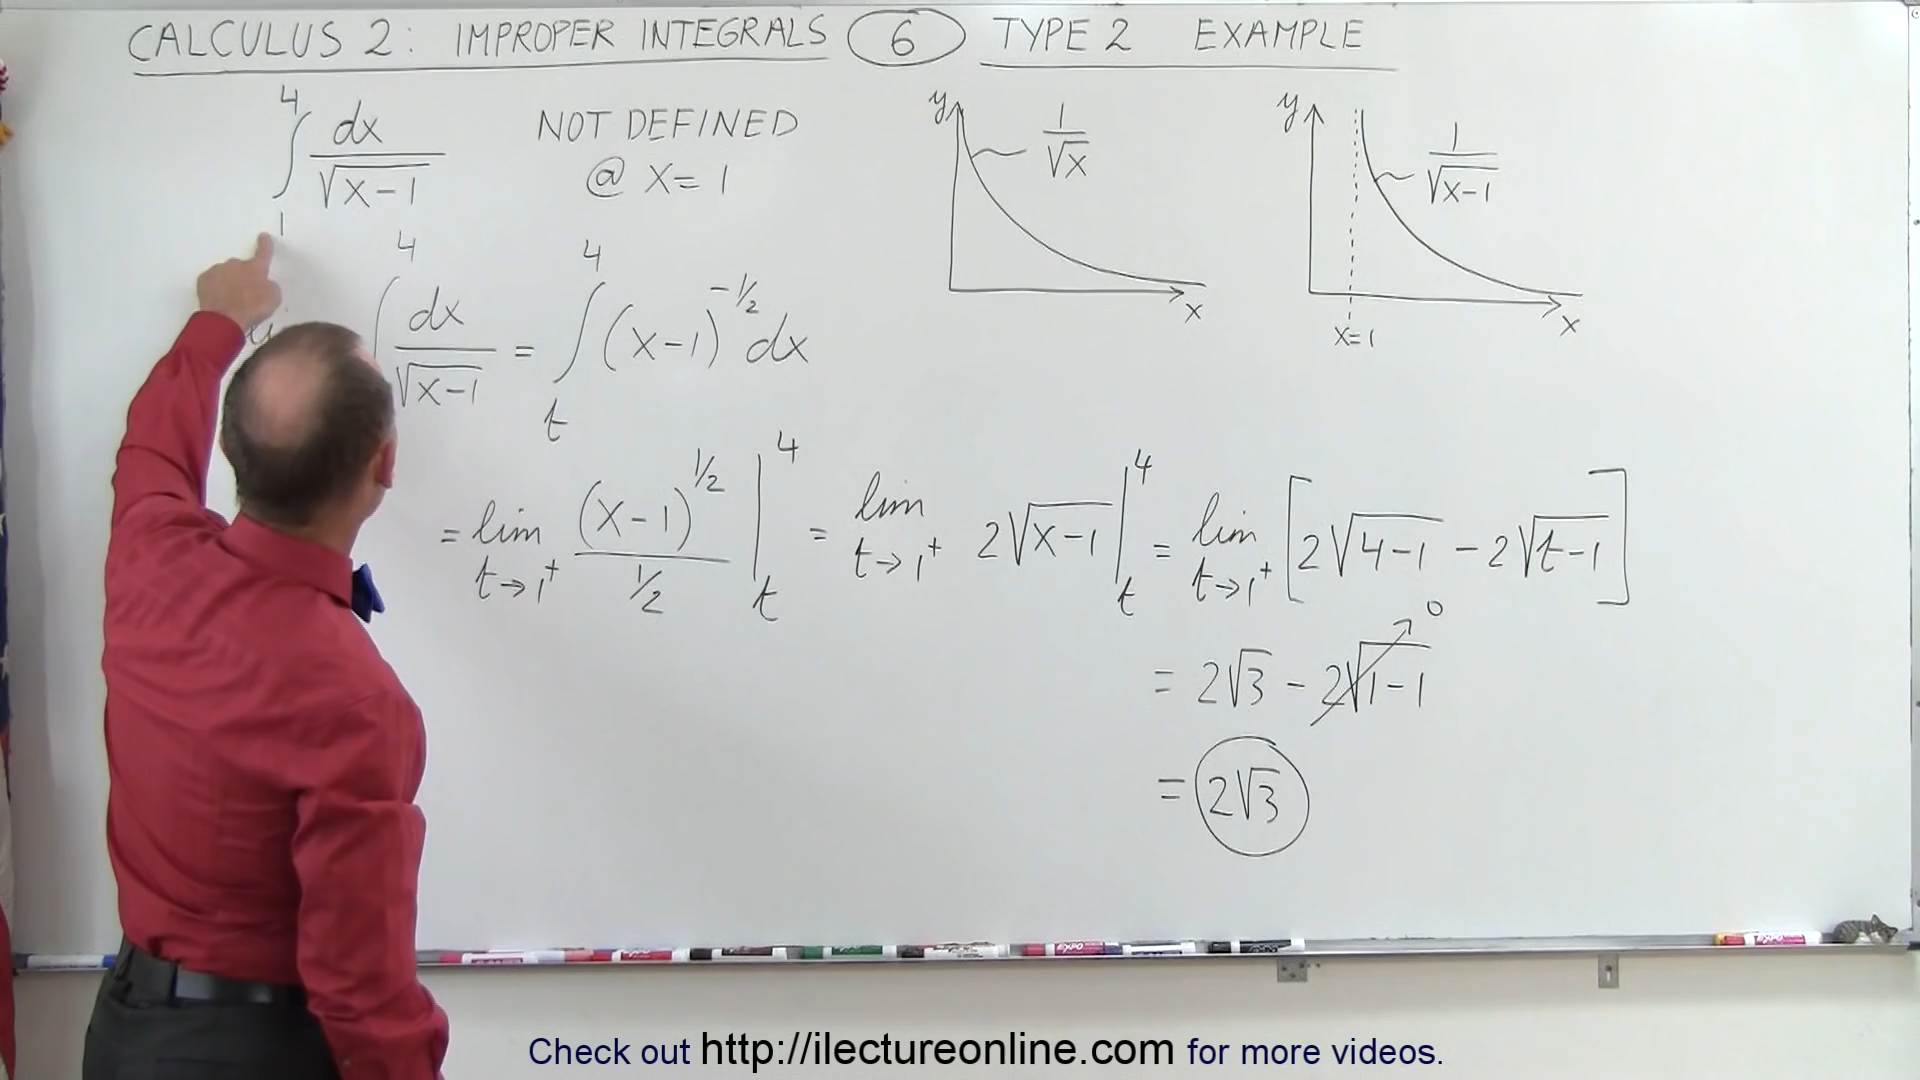 CALCULUS 2: IMPROPER INTEGRALS 6 TYPE 2 EXAMPLE
∫₁⁴ dx/√(x-1) NOT DEFINED @ X=1
y 1/√x x
y 1/√(x-1) x x=1
∫⁴ dx/√(x-1) = ∫ₜ⁴ (x-1)^(-1/2) dx
= lim t→1⁺ (x-1)^(1/2)/(1/2) |ₜ⁴ = lim t→1⁺ 2√(x-1) |ₜ⁴ = lim t→1⁺ [2√(4-1) - 2√(t-1)]
= 2√3 - 2√(1-1) 0
= 2√3
EXPO
EXPO
Check out http://ilectureonline.com for more videos.